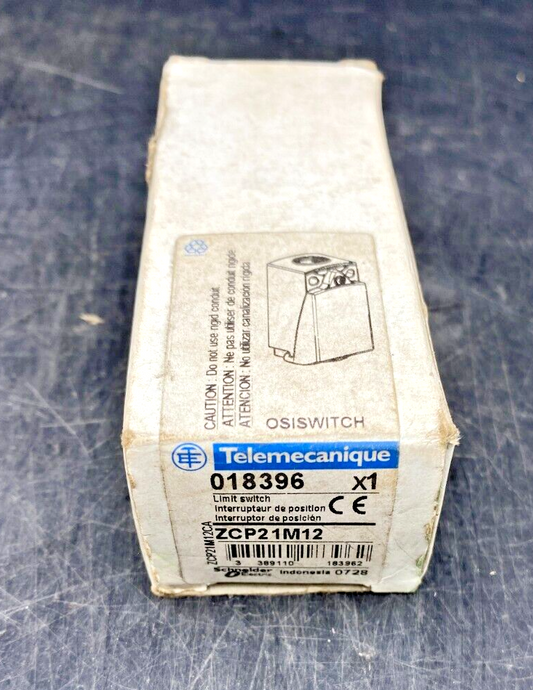 CAUTION : Do not use rigid conduit.
ATTENTION : Ne pas utiliser de conduit rigide
ATENCION : No utilizar canalización rigida.
OSISWITCH
Telemecanique
018396 x1
Limit switch
Interrupteur de position
Interruptor de posición
CE
ZCP21M12CA
ZCP21M12
3 389110 183962
Schneider
Electric
Indonesia 0728